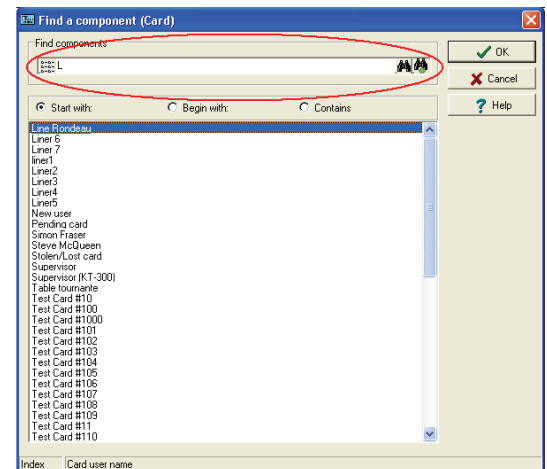 Find a component (Card)
Find components
L
OK
Cancel
Help
Start with:
Begin with:
Contains
Line Rondeau
Liner 6
Liner 7
liner1
Liner2
Liner3
Liner4
Liner5
New user
Pending card
Simon Fraser
Steve McQueen
Stolen/Lost card
Supervisor
Supervisor (KT-300)
Table tournante
Test Card #10
Test Card #100
Test Card #1000
Test Card #101
Test Card #102
Test Card #103
Test Card #104
Test Card #105
Test Card #106
Test Card #107
Test Card #108
Test Card #109
Test Card #11
Test Card #110
Index Card user name